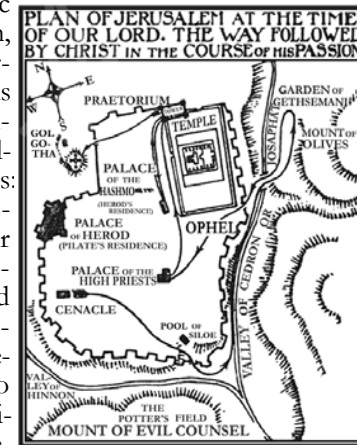 PLAN OF JERUSALEM AT THE TIME
OF OUR LORD. THE WAY FOLLOWED
BY CHRIST IN THE COURSE OF HIS PASSION
N
E
W
S
PRAETORIUM
GARDEN OF
GETHSEMANI
GOL
GO-
THA
TEMPLE
JOSAPHAT
MOUNT OF
OLIVES
PALACE
OF THE
(HEROD'S
RESIDENCE)
PALACE
OF HEROD
(PILATE'S RESIDENCE)
OPHEL
PALACE OF THE
HIGH PRIESTS
CENACLE
POOL OF
SILOE
VALLEY OF CEDRON OR
VAL-
LEY OF
HINNON
THE
POTTER'S FIELD
MOUNT OF EVIL COUNSEL